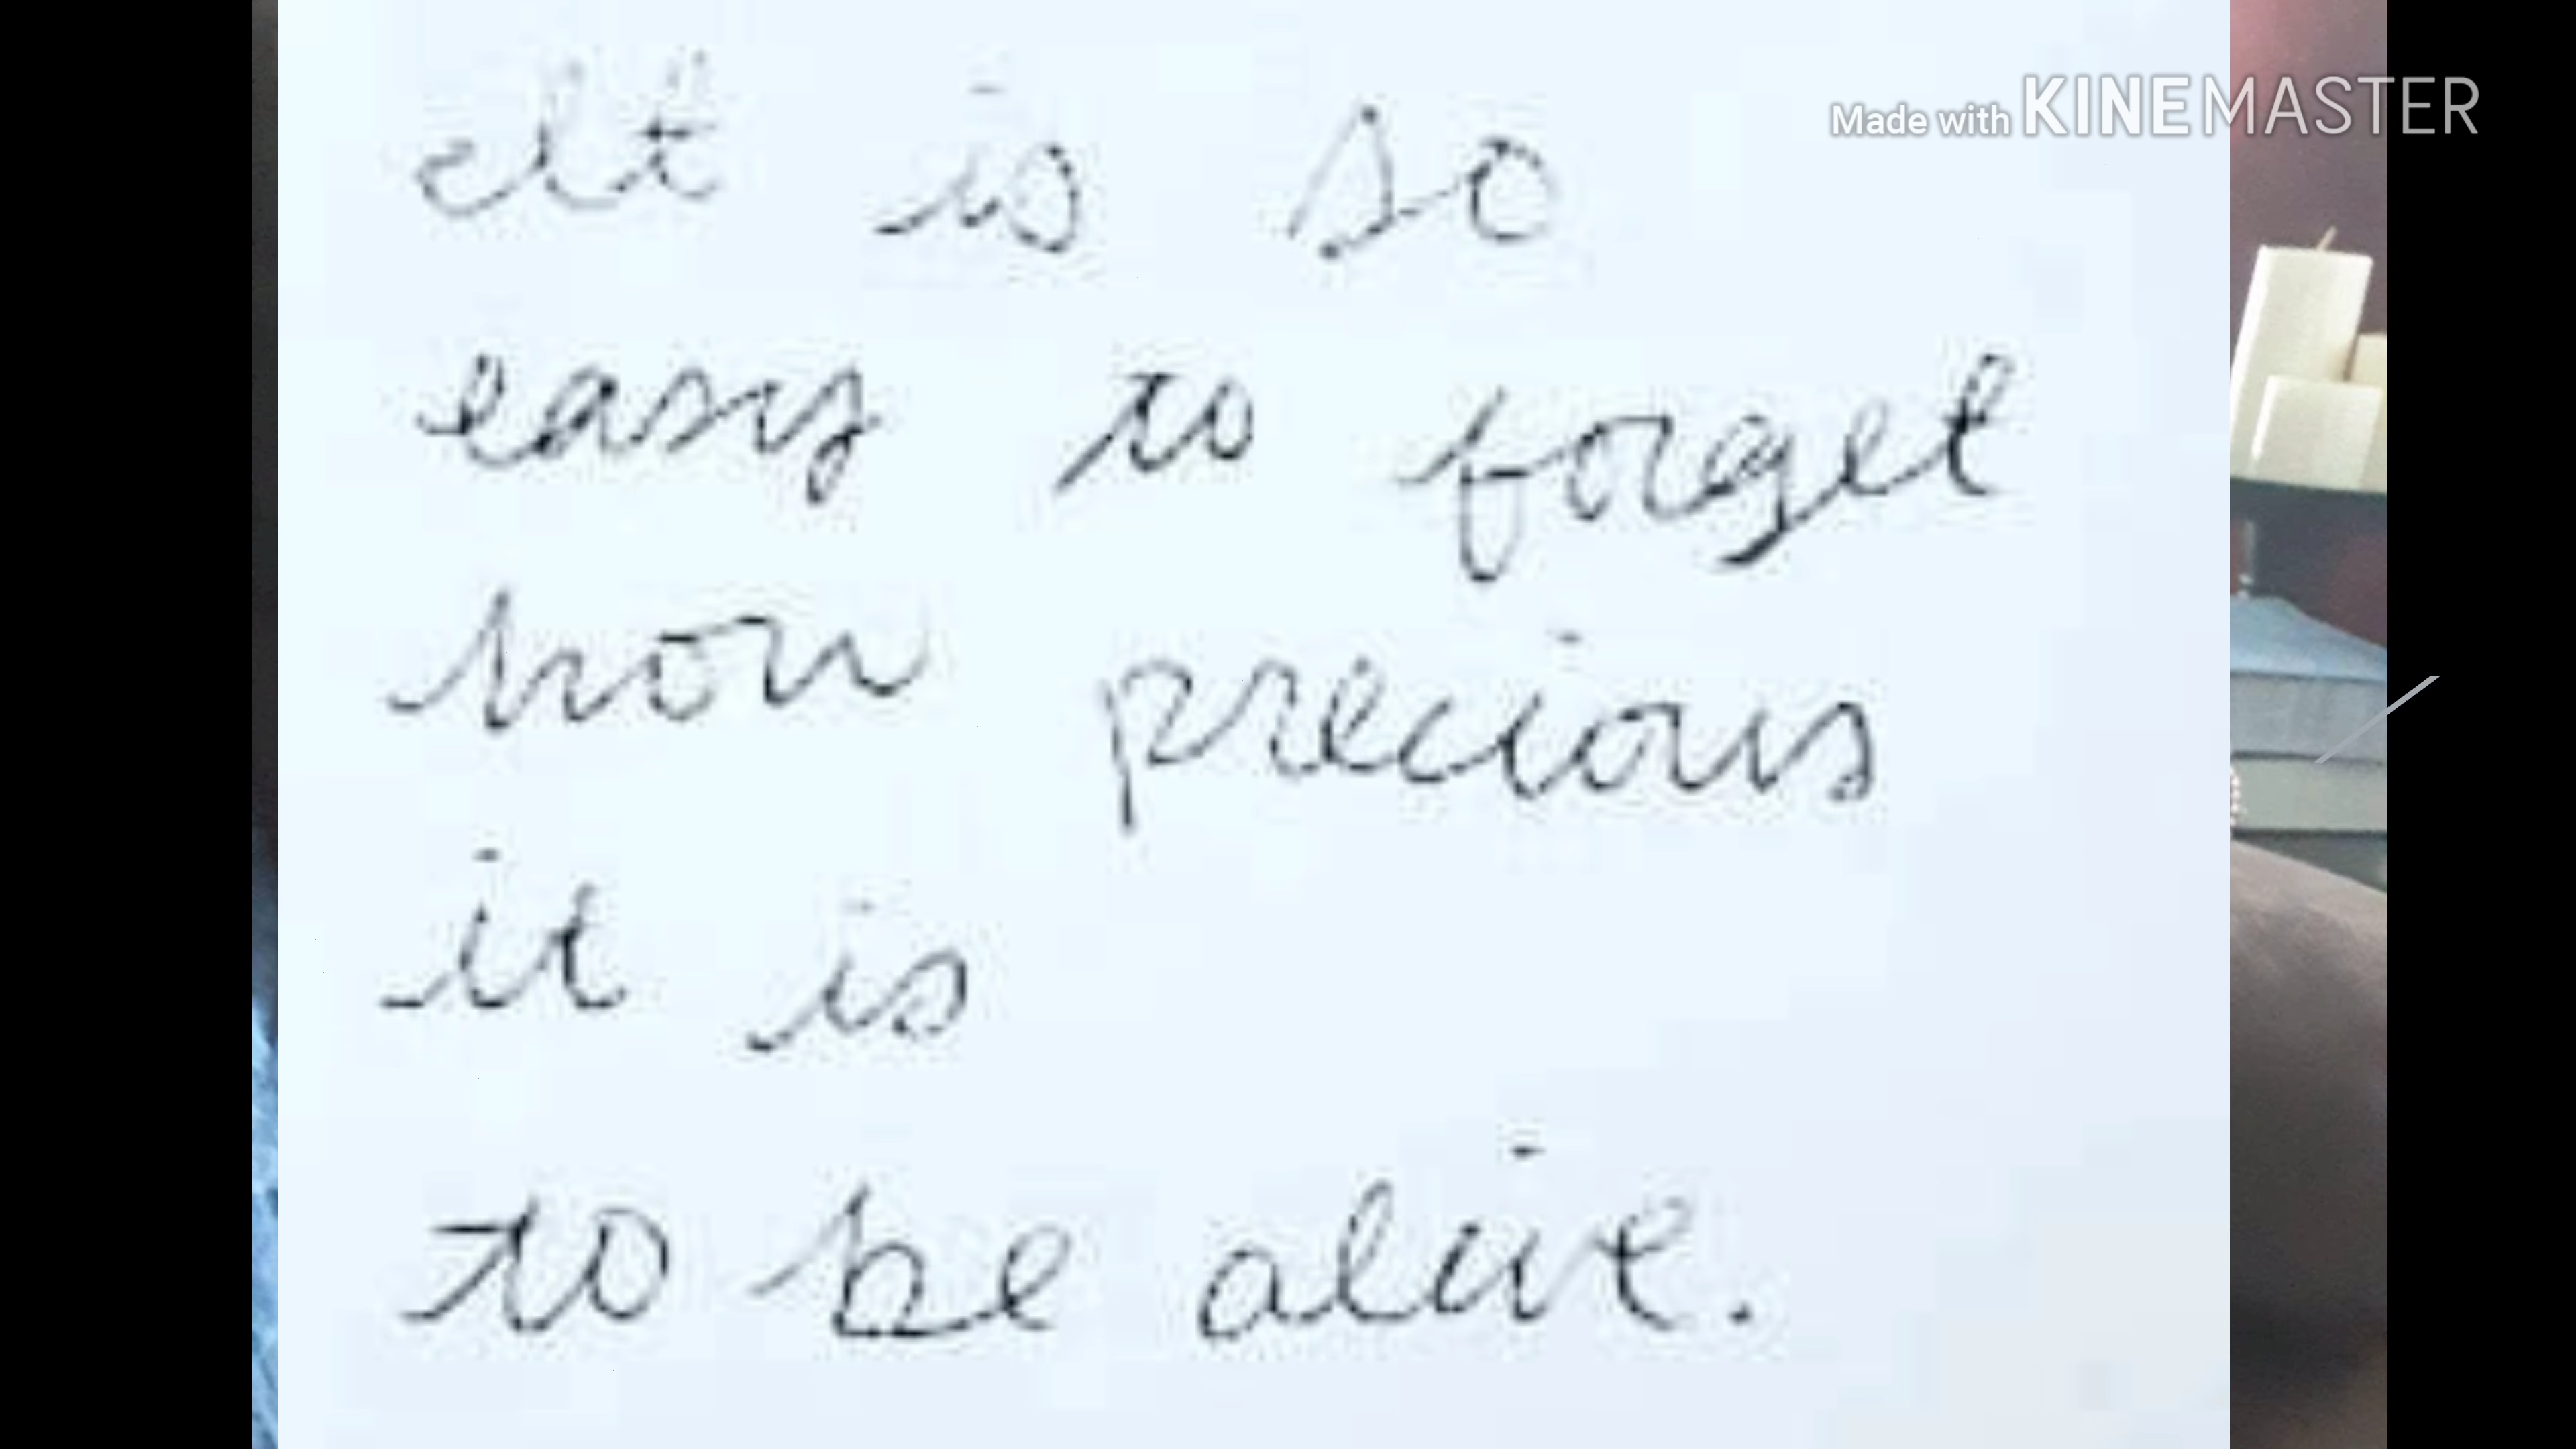 It is so
Made with KINEMASTER
easy to forget
how precious
it is
to be alive.